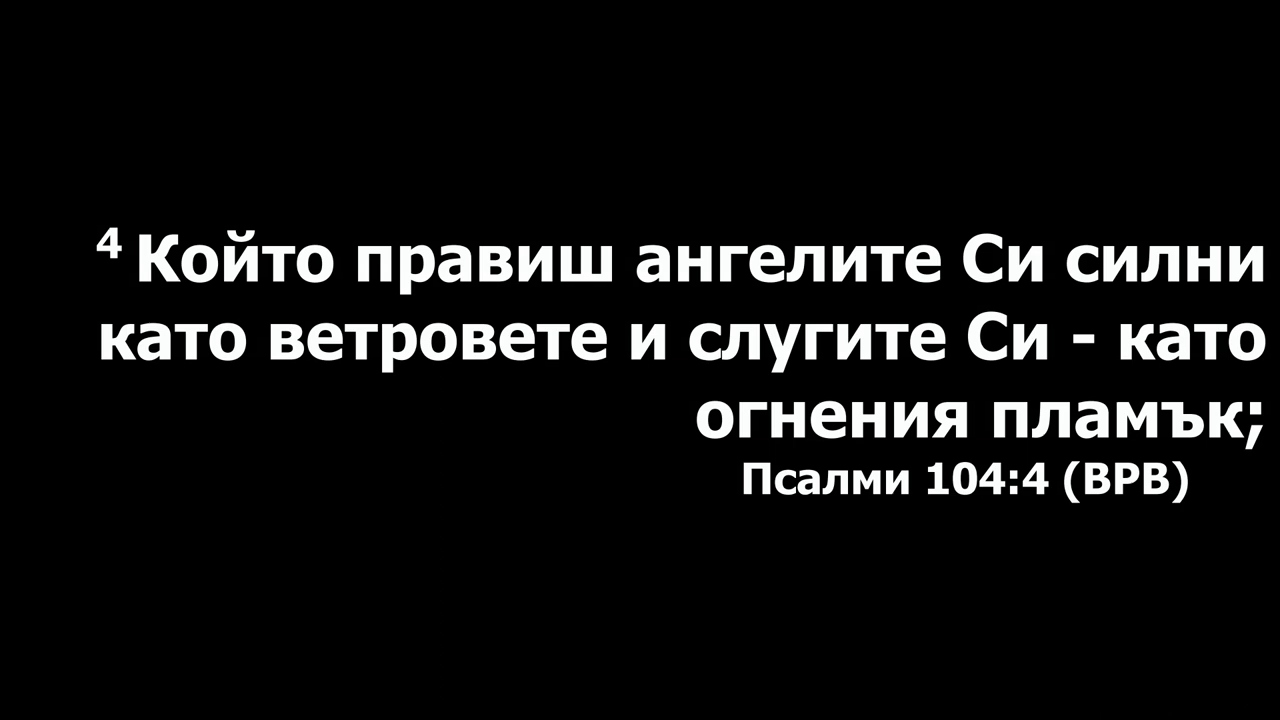 4 Който правиш ангелите Си силни
като ветровете и слугите Си - като
огнения пламък;
Псалми 104:4 (ВРВ)